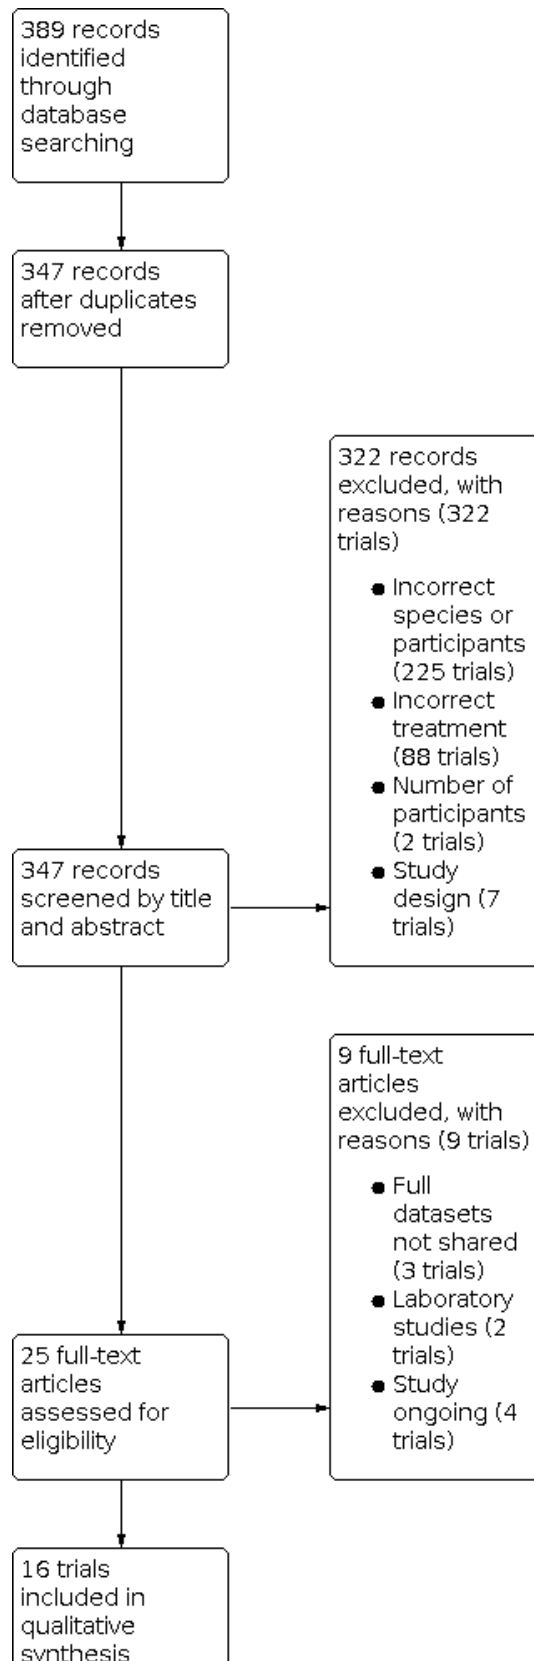 389 records
identified
through
database
searching
347 records
after duplicates
removed
322 records
excluded, with
reasons (322
trials)
● Incorrect
species or
participants
(225 trials)
● Incorrect
treatment
(88 trials)
● Number of
participants
(2 trials)
● Study
design (7
trials)
347 records
screened by title
and abstract
9 full-text
articles
excluded, with
reasons (9 trials)
● Full
datasets
not shared
(3 trials)
● Laboratory
studies (2
trials)
● Study
ongoing (4
trials)
25 full-text
articles
assessed for
eligibility
16 trials
included in
qualitative
synthesis